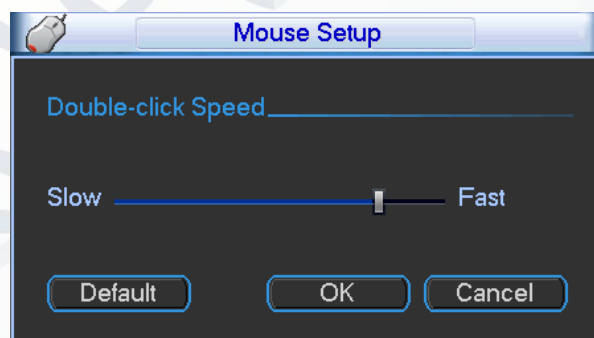 Mouse Setup
Double-click Speed
Slow Fast
Default OK Cancel